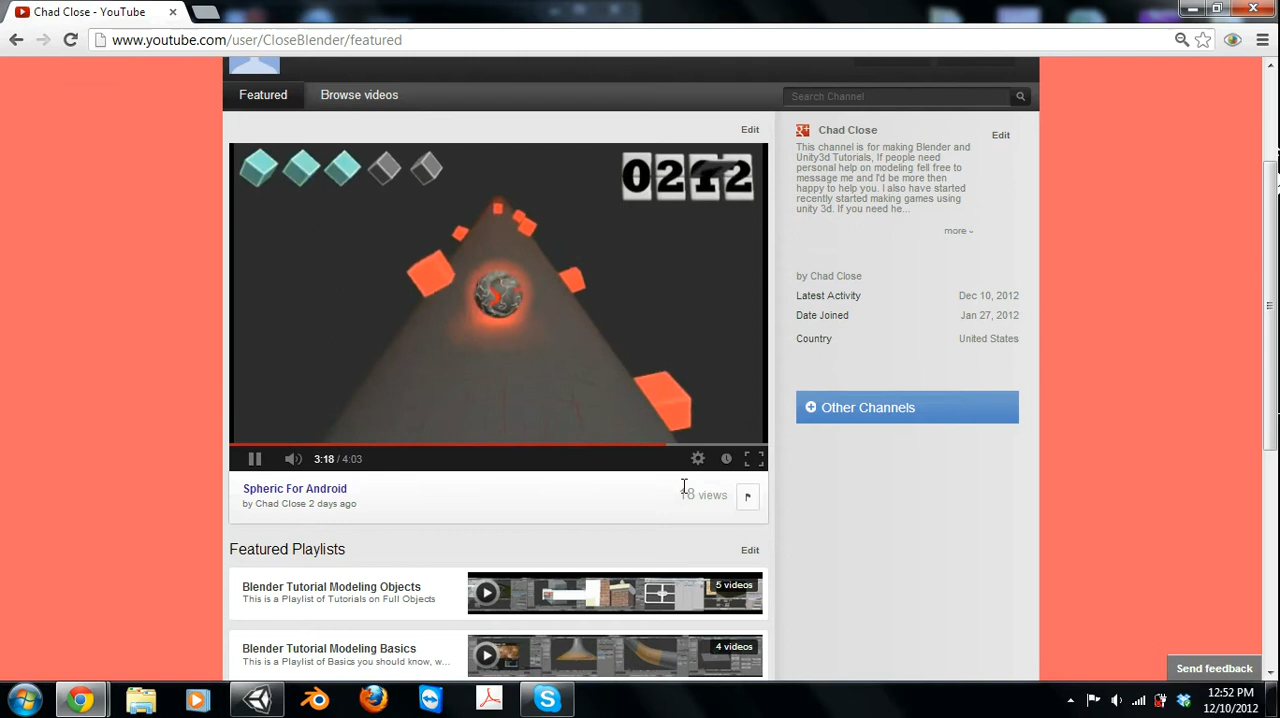 Chad Close - YouTube
www.youtube.com/user/CloseBlender/featured
Featured
Browse videos
Search Channel
Edit
Chad Close
Edit
This channel is for making Blender and
Unity3d Tutorials, If people need
personal help on modeling fell free to
message me and I'd be more then
happy to help you. I also have started
recently started making games using
unity 3d. If you need he...
more
by Chad Close
Latest Activity Dec 10, 2012
Date Joined Jan 27, 2012
Country United States
Other Channels
0212
3:18 / 4:03
Spheric For Android
by Chad Close 2 days ago
18 views
Featured Playlists
Edit
Blender Tutorial Modeling Objects
This is a Playlist of Tutorials on Full Objects
5 videos
Blender Tutorial Modeling Basics
This is a Playlist of Basics you should know, w...
4 videos
Send feedback
12:52 PM
12/10/2012